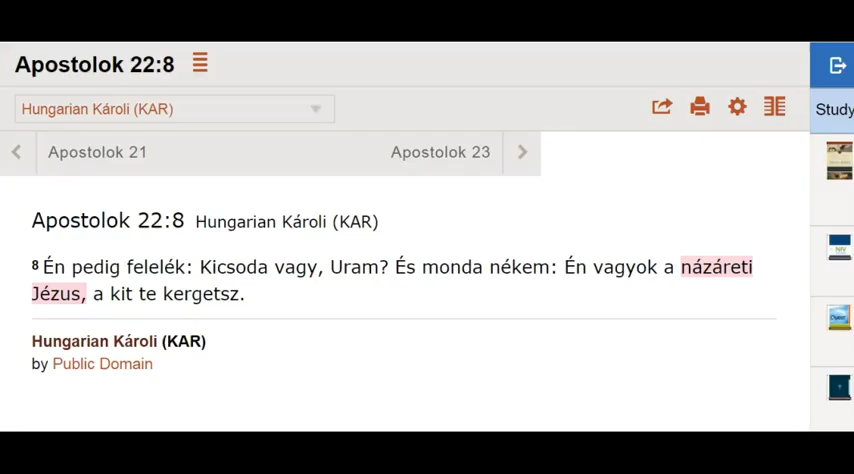 Apostolok 22:8
Hungarian Károli (KAR)
Study
Apostolok 21
Apostolok 23
Apostolok 22:8 Hungarian Károli (KAR)
8 Én pedig felelék: Kicsoda vagy, Uram? És monda nékem: Én vagyok a názáreti
Jézus, a kit te kergetsz.
Hungarian Károli (KAR)
by Public Domain